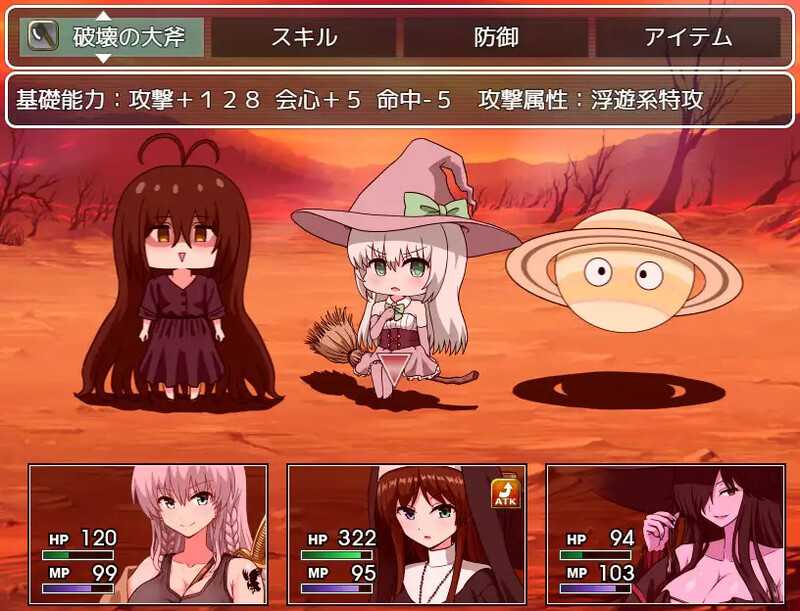 破壊の大斧 スキル 防御 アイテム
基礎能力：攻撃＋１２８ 会心＋５ 命中-５ 攻撃属性：浮遊系特攻
ATK
HP 120 HP 322 HP 94
MP 99 MP 95 MP 103